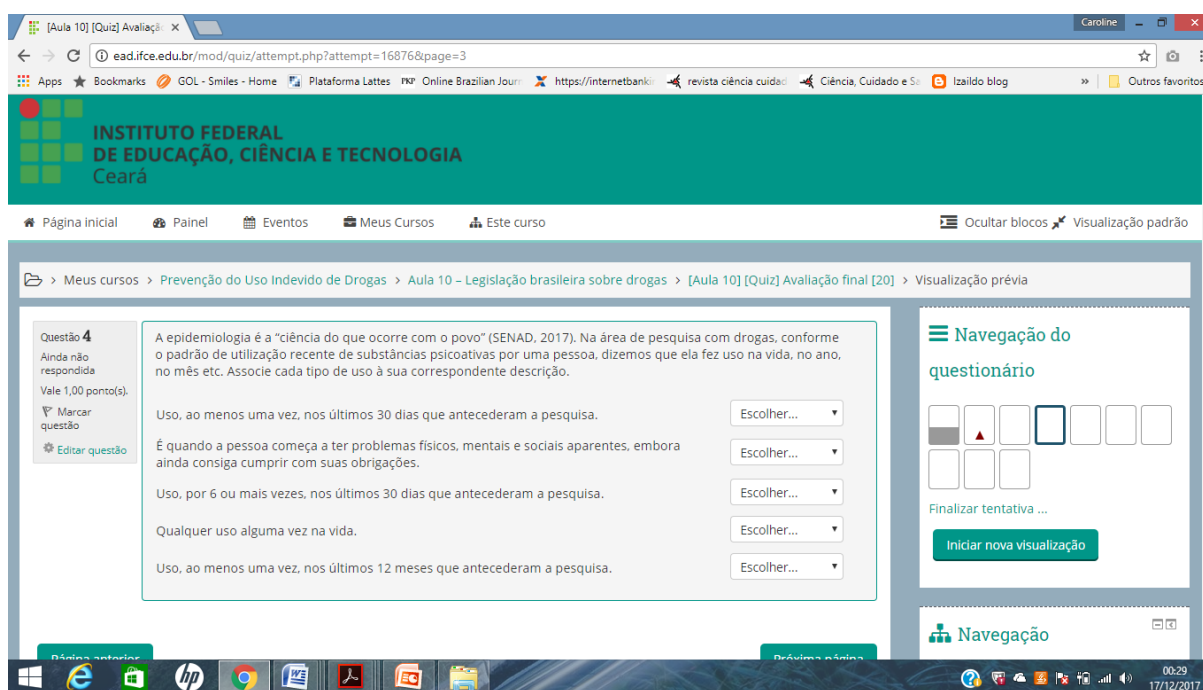 [Aula 10] [Quiz] Avaliaçã
Caroline
ead.ifce.edu.br/mod/quiz/attempt.php?attempt=16876&page=3
Apps Bookmarks GOL - Smiles - Home Plataforma Lattes PKP Online Brazilian Journ https://internetbankin revista ciência cuidad Ciência, Cuidado e Sa Izaildo blog » Outros favoritos
INSTITUTO FEDERAL
DE EDUCAÇÃO, CIÊNCIA E TECNOLOGIA
Ceará
Página inicial Painel Eventos Meus Cursos Este curso Ocultar blocos Visualização padrão
> Meus cursos > Prevenção do Uso Indevido de Drogas > Aula 10 – Legislação brasileira sobre drogas > [Aula 10] [Quiz] Avaliação final [20] > Visualização prévia
Questão 4
Ainda não
respondida
Vale 1,00 ponto(s).
Marcar
questão
Editar questão
A epidemiologia é a “ciência do que ocorre com o povo” (SENAD, 2017). Na área de pesquisa com drogas, conforme
o padrão de utilização recente de substâncias psicoativas por uma pessoa, dizemos que ela fez uso na vida, no ano,
no mês etc. Associe cada tipo de uso à sua correspondente descrição.
Uso, ao menos uma vez, nos últimos 30 dias que antecederam a pesquisa. Escolher...
É quando a pessoa começa a ter problemas físicos, mentais e sociais aparentes, embora
ainda consiga cumprir com suas obrigações. Escolher...
Uso, por 6 ou mais vezes, nos últimos 30 dias que antecederam a pesquisa. Escolher...
Qualquer uso alguma vez na vida. Escolher...
Uso, ao menos uma vez, nos últimos 12 meses que antecederam a pesquisa. Escolher...
Página anterior Próxima página
Navegação do
questionário
Finalizar tentativa ...
Iniciar nova visualização
Navegação
00:29
17/12/2017